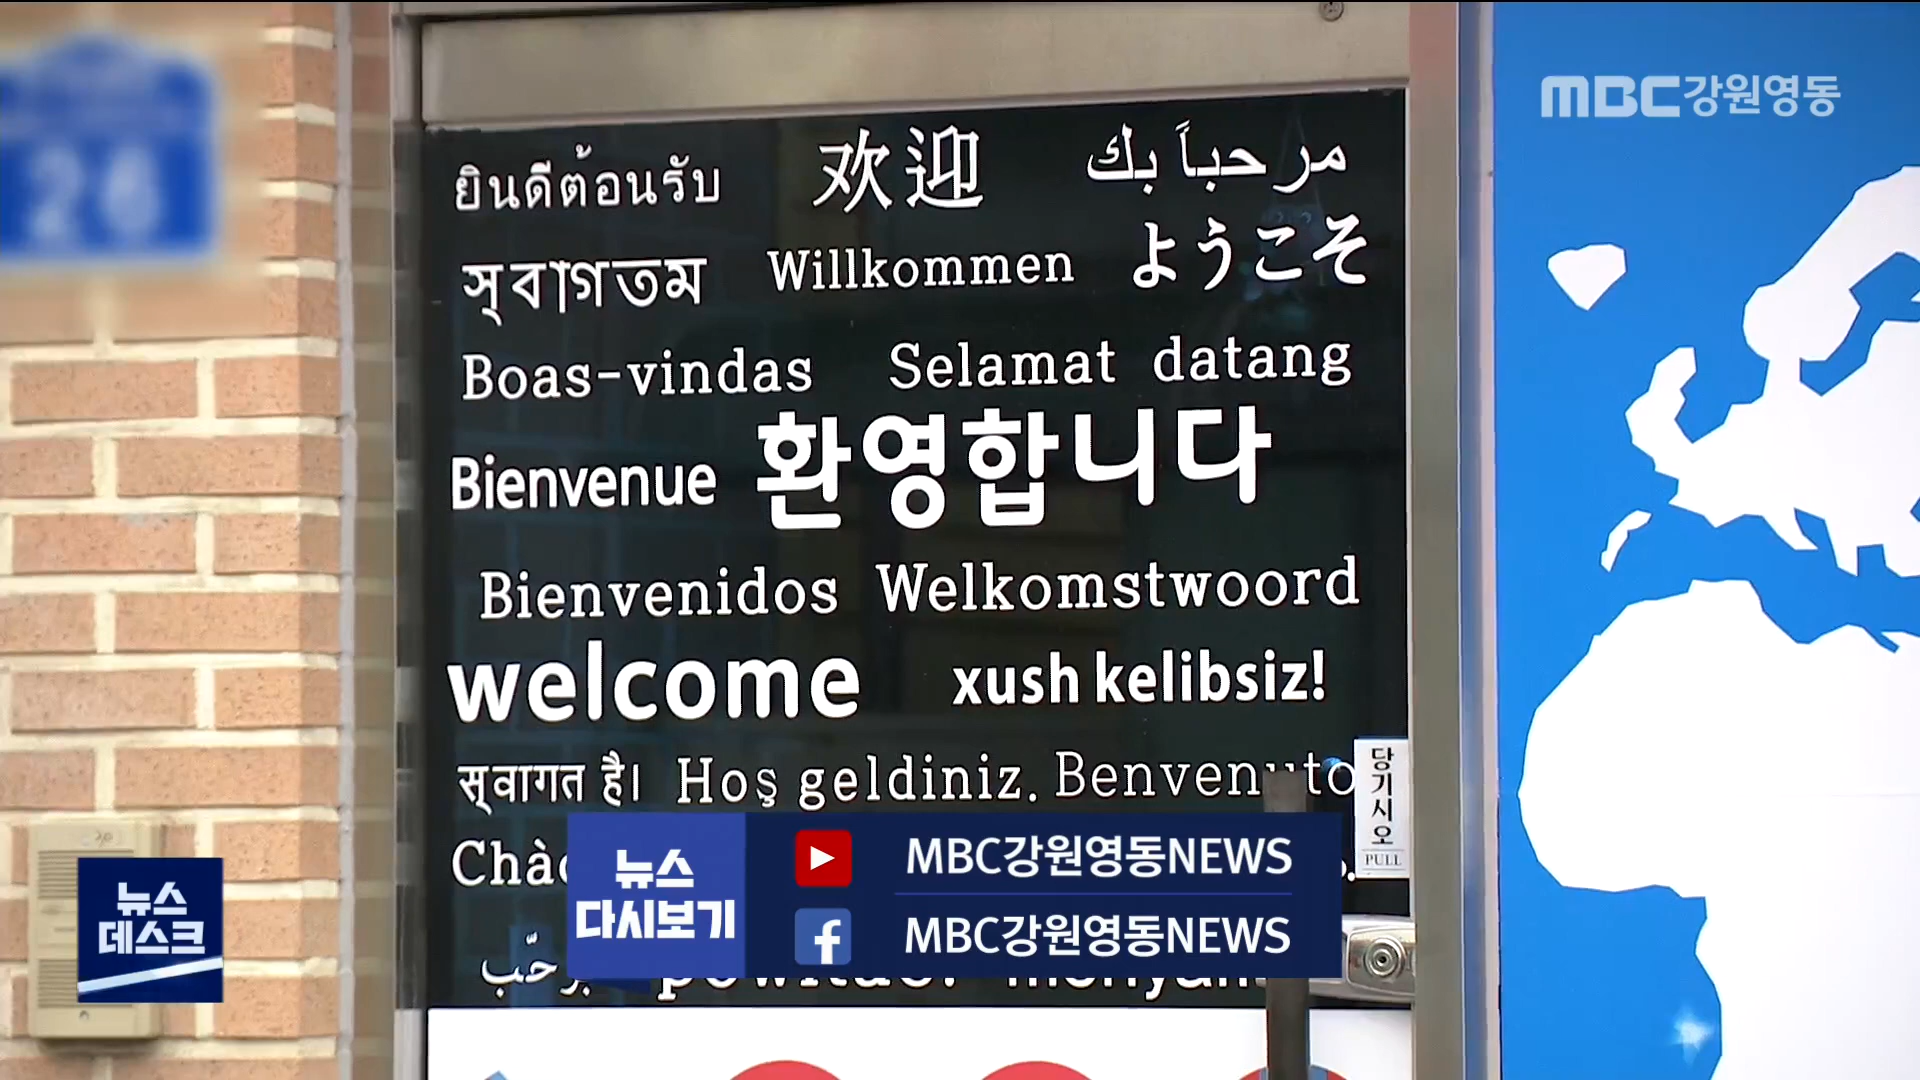 MBC강원영동
26
ยินดีต้อนรับ 欢迎 مرحباً بك
স্বাগতম Willkommen ようこそ
Boas-vindas Selamat datang
Bienvenue 환영합니다
Bienvenidos Welkomstwoord
welcome xush kelibsiz!
स्वागत है। Hoş geldiniz. Benvenuto
당기시오
PULL
뉴스
다시보기
MBC강원영동NEWS
MBC강원영동NEWS
뉴스
데스크